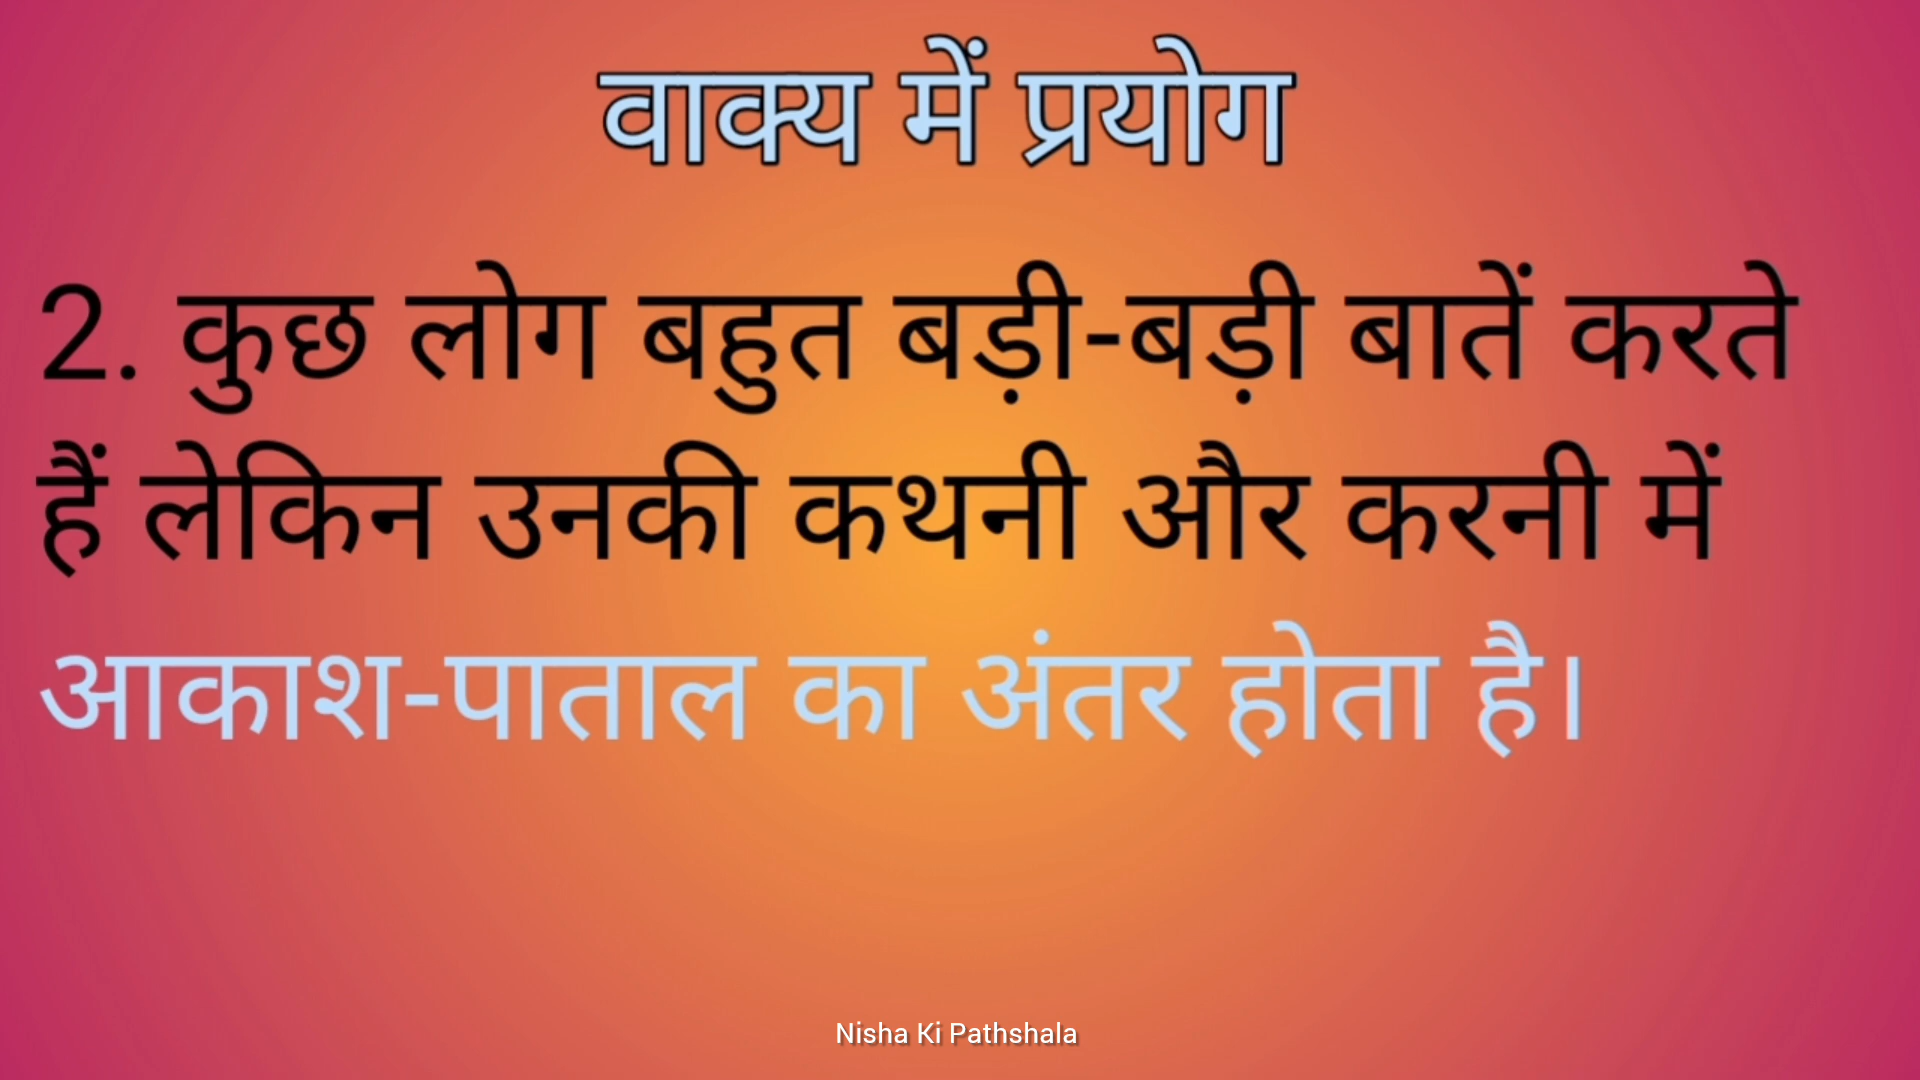 वाक्य में प्रयोग
2. कुछ लोग बहुत बड़ी-बड़ी बातें करते
हैं लेकिन उनकी कथनी और करनी में
आकाश-पाताल का अंतर होता है।
Nisha Ki Pathshala